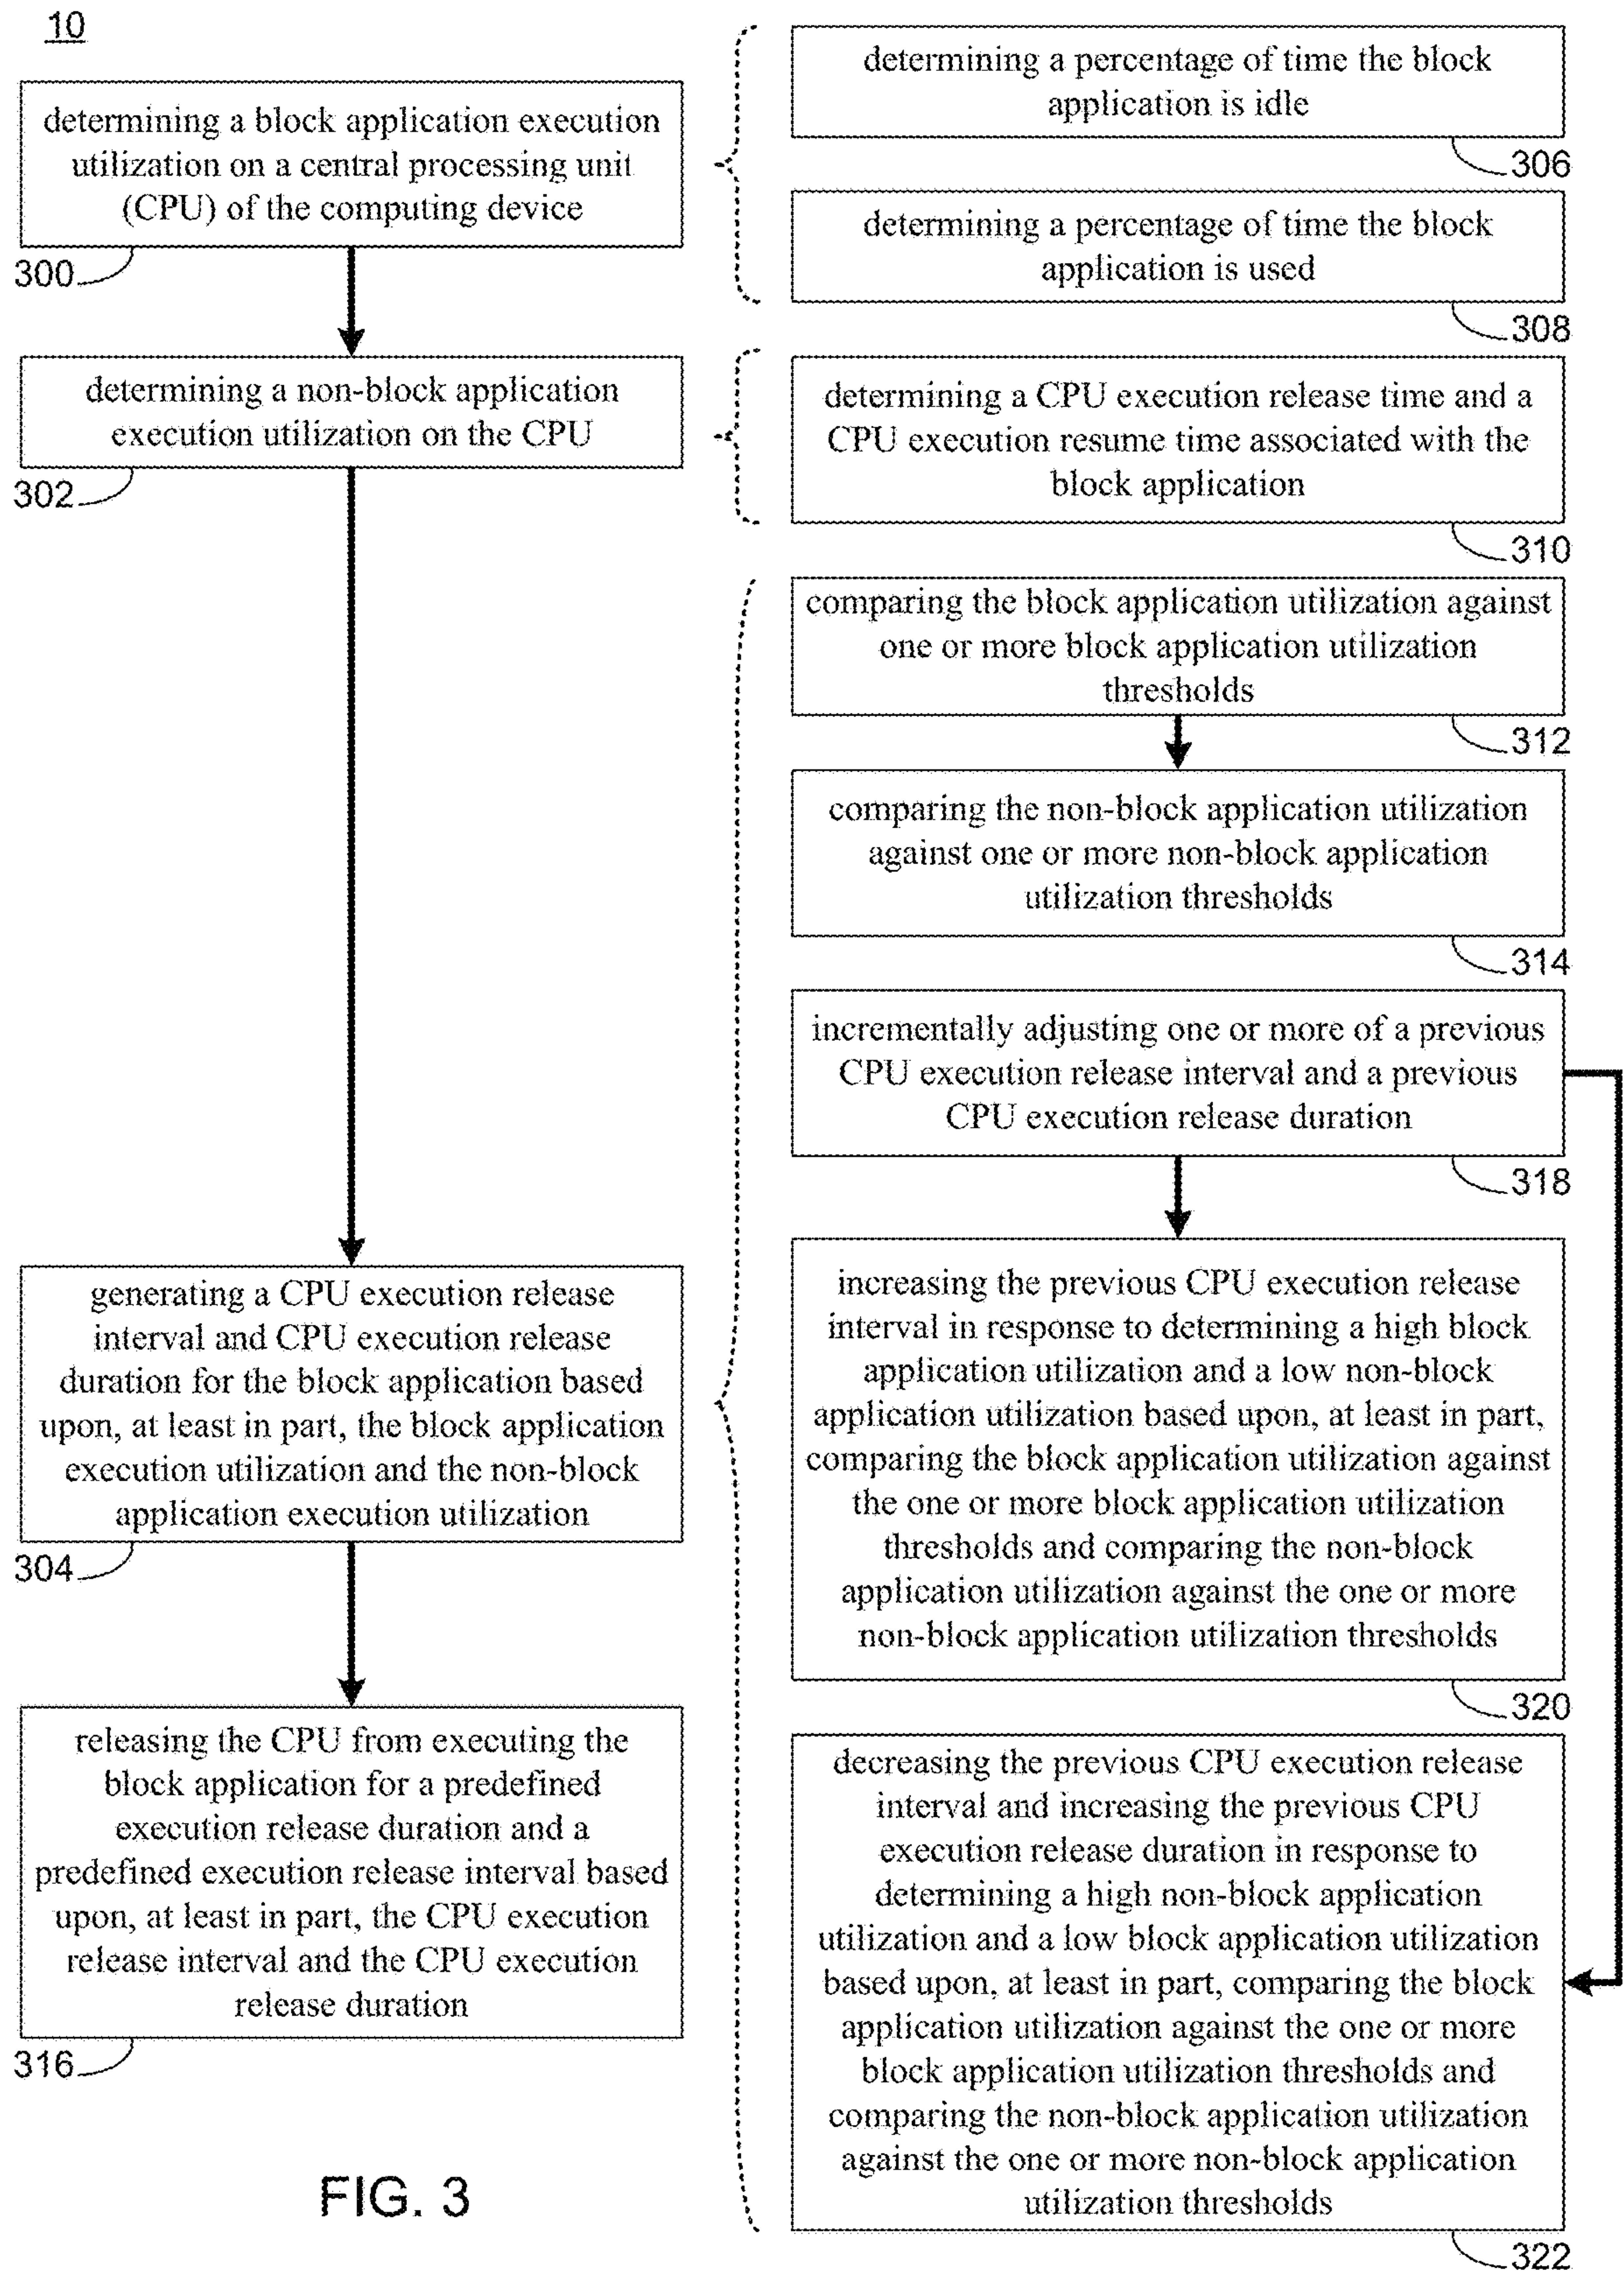 10
determining a block application execution
utilization on a central processing unit
(CPU) of the computing device
300
determining a non-block application
execution utilization on the CPU
302
generating a CPU execution release
interval and CPU execution release
duration for the block application based
upon, at least in part, the block application
execution utilization and the non-block
application execution utilization
304
releasing the CPU from executing the
block application for a predefined
execution release duration and a
predefined execution release interval based
upon, at least in part, the CPU execution
release interval and the CPU execution
release duration
316
determining a percentage of time the block
application is idle
306
determining a percentage of time the block
application is used
308
determining a CPU execution release time and a
CPU execution resume time associated with the
block application
310
comparing the block application utilization against
one or more block application utilization
thresholds
312
comparing the non-block application utilization
against one or more non-block application
utilization thresholds
314
incrementally adjusting one or more of a previous
CPU execution release interval and a previous
CPU execution release duration
318
increasing the previous CPU execution release
interval in response to determining a high block
application utilization and a low non-block
application utilization based upon, at least in part,
comparing the block application utilization against
the one or more block application utilization
thresholds and comparing the non-block
application utilization against the one or more
non-block application utilization thresholds
320
decreasing the previous CPU execution release
interval and increasing the previous CPU
execution release duration in response to
determining a high non-block application
utilization and a low block application utilization
based upon, at least in part, comparing the block
application utilization against the one or more
block application utilization thresholds and
comparing the non-block application utilization
against the one or more non-block application
utilization thresholds
322
FIG. 3